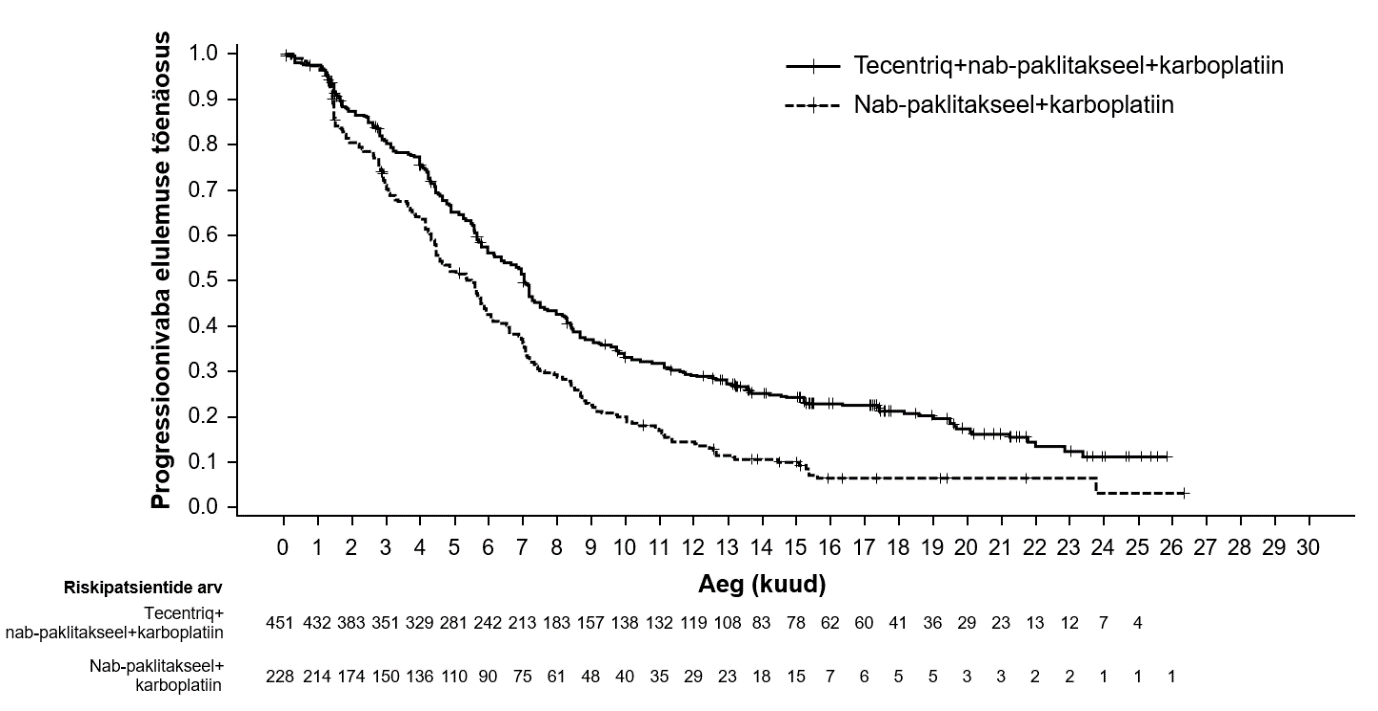 Progressioonivaba elulemuse tõenäosus
1.0
0.9
0.8
0.7
0.6
0.5
0.4
0.3
0.2
0.1
0.0
Tecentriq+nab-paklitakseel+karboplatiin
Nab-paklitakseel+karboplatiin
0 1 2 3 4 5 6 7 8 9 10 11 12 13 14 15 16 17 18 19 20 21 22 23 24 25 26 27 28 29 30
Aeg (kuud)
Riskipatsientide arv
Tecentriq+
nab-paklitakseel+karboplatiin
451 432 383 351 329 281 242 213 183 157 138 132 119 108 83 78 62 60 41 36 29 23 13 12 7 4
Nab-paklitakseel+
karboplatiin
228 214 174 150 136 110 90 75 61 48 40 35 29 23 18 15 7 6 5 5 3 3 2 2 1 1 1